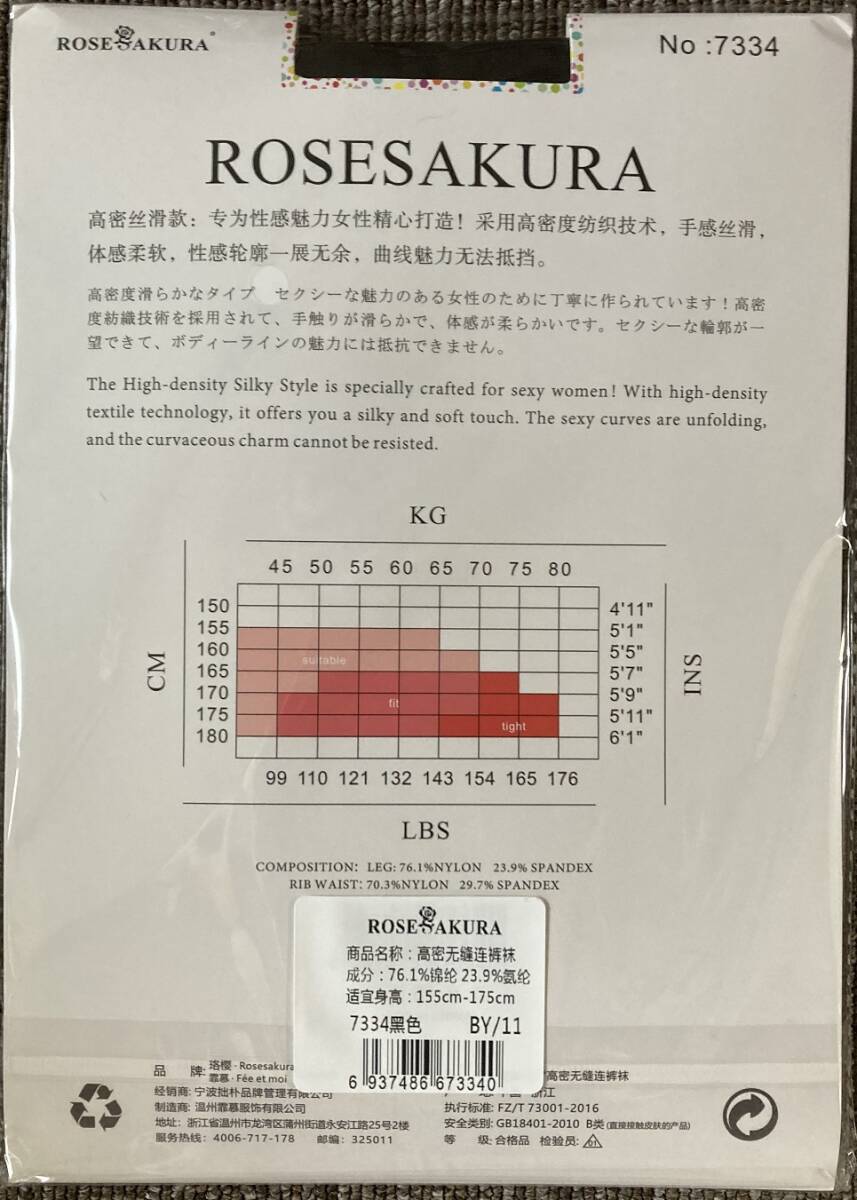 ROSESAKURA®
No :7334
ROSESAKURA
高密丝滑款：专为性感魅力女性精心打造！采用高密度纺织技术，手感丝滑，
体感柔软，性感轮廓一展无余，曲线魅力无法抵挡。
高密度滑らかなタイプ　セクシーな魅力のある女性のために丁寧に作られています！高密
度紡織技術を採用されて、手触りが滑らかで、体感が柔らかいです。セクシーな輪郭が一
望できて、ボディーラインの魅力には抵抗できません。
The High-density Silky Style is specially crafted for sexy women! With high-density
textile technology, it offers you a silky and soft touch. The sexy curves are unfolding,
and the curvaceous charm cannot be resisted.
KG
45 50 55 60 65 70 75 80
150 4'11"
155 5'1"
160 5'5"
165 5'7"
170 5'9"
175 5'11"
180 6'1"
CM
INS
suitable
fit
tight
99 110 121 132 143 154 165 176
LBS
COMPOSITION: LEG: 76.1%NYLON 23.9% SPANDEX
RIB WAIST: 70.3%NYLON 29.7% SPANDEX
ROSESAKURA
商品名称：高密无缝连裤袜
成分：76.1%锦纶 23.9%氨纶
适宜身高：155cm-175cm
7334黑色 BY/11
6 937486 673340
品 牌: 珞樱·Rosesakura
霏慕·Fée et moi
经销商: 宁波拙朴品牌管理有限公司
制造商: 温州霏慕服饰有限公司
地址: 浙江省温州市龙湾区蒲州街道永安江路25号2楼
服务热线: 4006-717-178 邮编: 325011
高密无缝连裤袜
浙江
执行标准: FZ/T 73001-2016
安全类别: GB18401-2010 B类 (直接接触皮肤的产品)
等 级: 合格品 检验员: